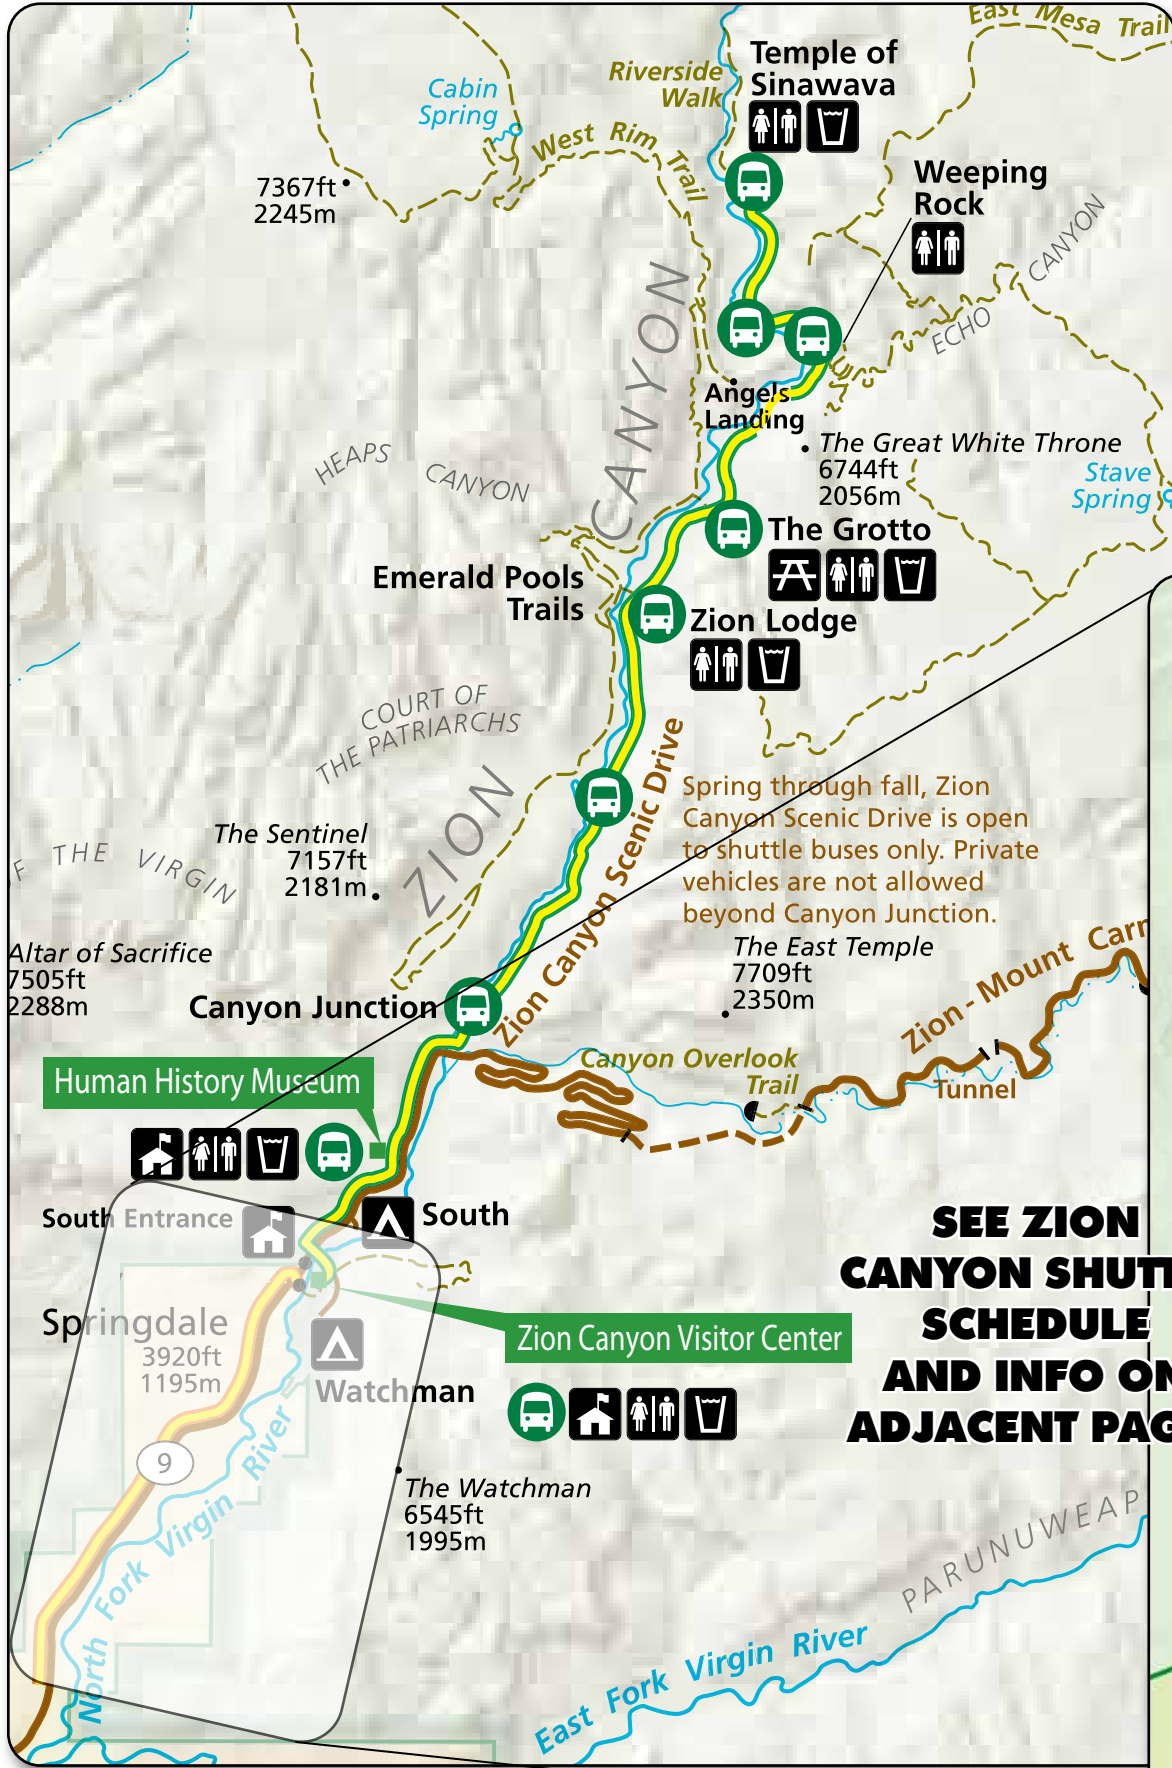 East Mesa Trail
Temple of
Sinawava
Riverside
Walk
Cabin
Spring
West Rim Trail
7367ft
2245m
Weeping
Rock
CANYON
ECHO
CANYON
Angels
Landing
The Great White Throne
6744ft
2056m
HEAPS CANYON
Stave
Spring
The Grotto
Emerald Pools
Trails
Zion Lodge
COURT OF
THE PATRIARCHS
ZION
Zion Canyon Scenic Drive
Spring through fall, Zion
Canyon Scenic Drive is open
to shuttle buses only. Private
vehicles are not allowed
beyond Canyon Junction.
The Sentinel
7157ft
2181m
F THE VIRGIN
Altar of Sacrifice
7505ft
2288m
The East Temple
7709ft
2350m
Zion - Mount Carm
Canyon Junction
Canyon Overlook
Trail
Tunnel
Human History Museum
South Entrance
South
SEE ZION
CANYON SHUTT
SCHEDULE
AND INFO ON
ADJACENT PAG
Springdale
3920ft
1195m
Zion Canyon Visitor Center
Watchman
9
The Watchman
6545ft
1995m
North Fork Virgin River
PARUNUWEAP
East Fork Virgin River